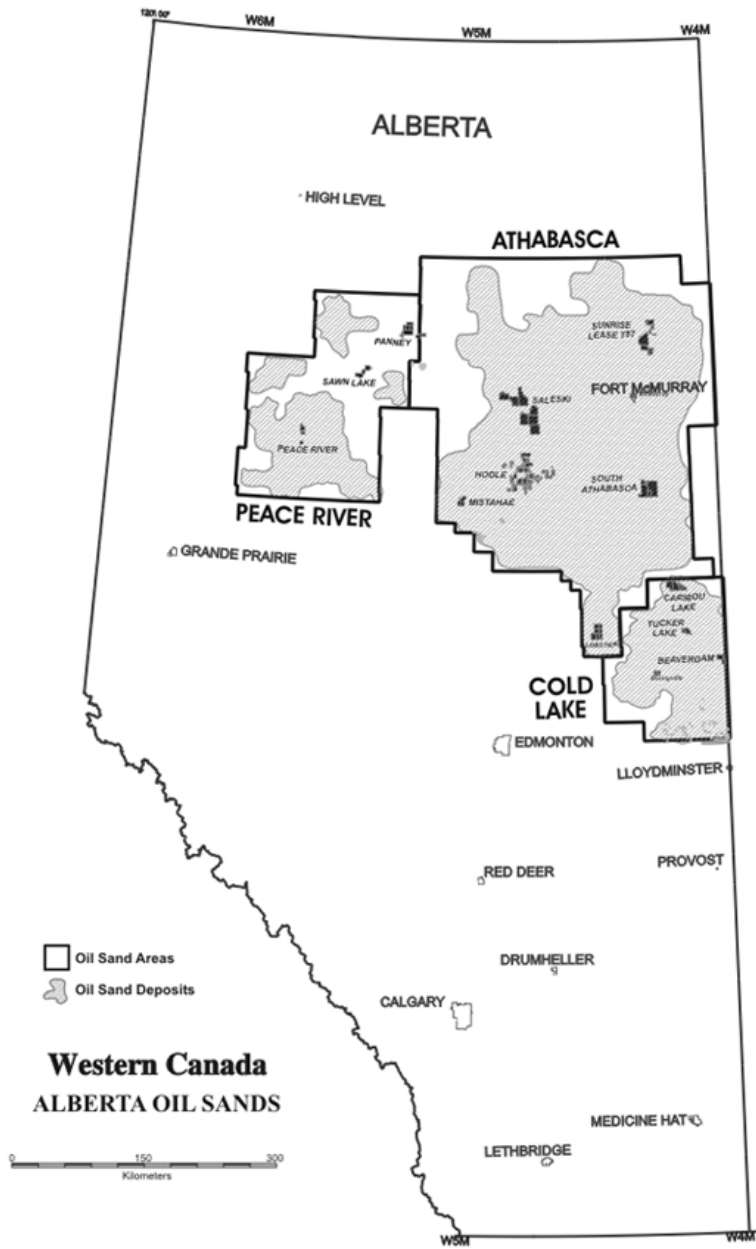 120° 00'
W6M
W5M
W4M
ALBERTA
HIGH LEVEL
ATHABASCA
SUNRISE
LEASE 197
PANNEY
SAWN LAKE
SALESKI
FORT McMURRAY
PEACE RIVER
HOOLE
SOUTH
ATHABASCA
MISTAHAE
PEACE RIVER
GRANDE PRAIRIE
CARIBOU
LAKE
TUCKER
LAKE
LOBSTICK
BEAVERDAM
COLD
LAKE
EDMONTON
LLOYDMINSTER
RED DEER
PROVOST
Oil Sand Areas
DRUMHELLER
Oil Sand Deposits
CALGARY
Western Canada
ALBERTA OIL SANDS
MEDICINE HAT
LETHBRIDGE
0 150 300
Kilometers
W5M
W4M